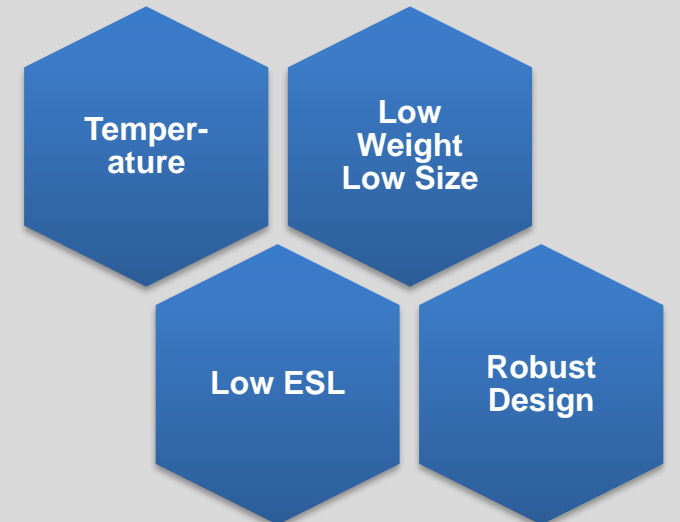 Temper-
ature
Low
Weight
Low Size
Low ESL
Robust
Design